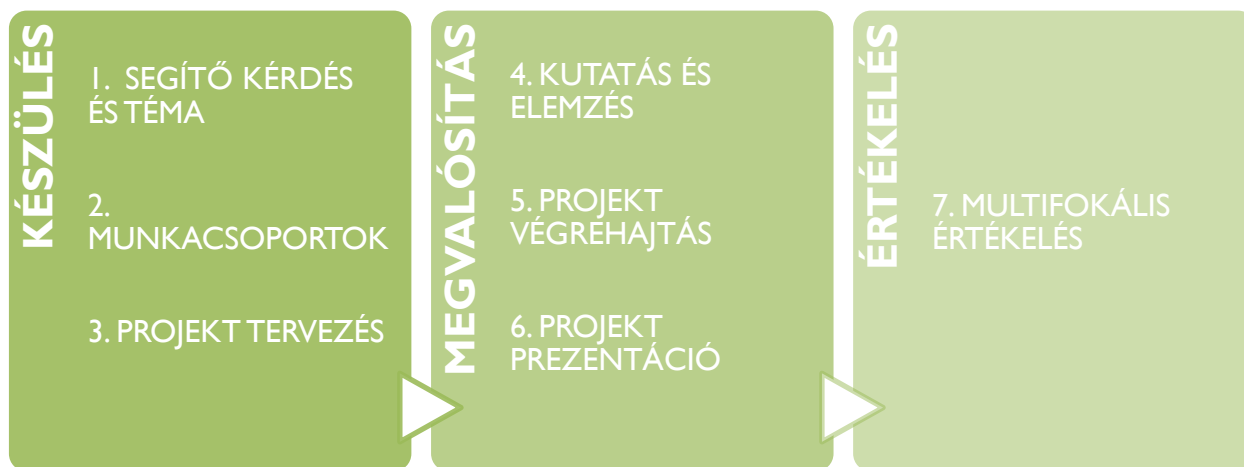 KÉSZÜLÉS
1. SEGÍTŐ KÉRDÉS
ÉS TÉMA
2.
MUNKACSOPORTOK
3. PROJEKT TERVEZÉS
MEGVALÓSÍTÁS
4. KUTATÁS ÉS
ELEMZÉS
5. PROJEKT
VÉGREHAJTÁS
6. PROJEKT
PREZENTÁCIÓ
ÉRTÉKELÉS
7. MULTIFOKÁLIS
ÉRTÉKELÉS